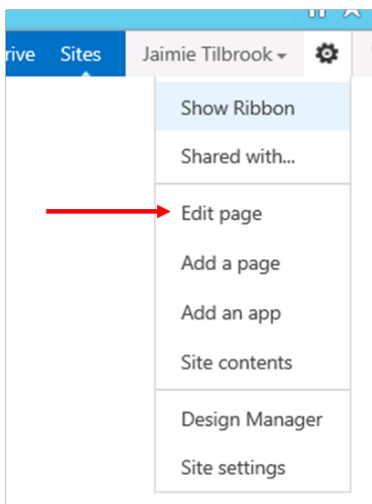 rive Sites Jaimie Tilbrook
Show Ribbon
Shared with...
Edit page
Add a page
Add an app
Site contents
Design Manager
Site settings